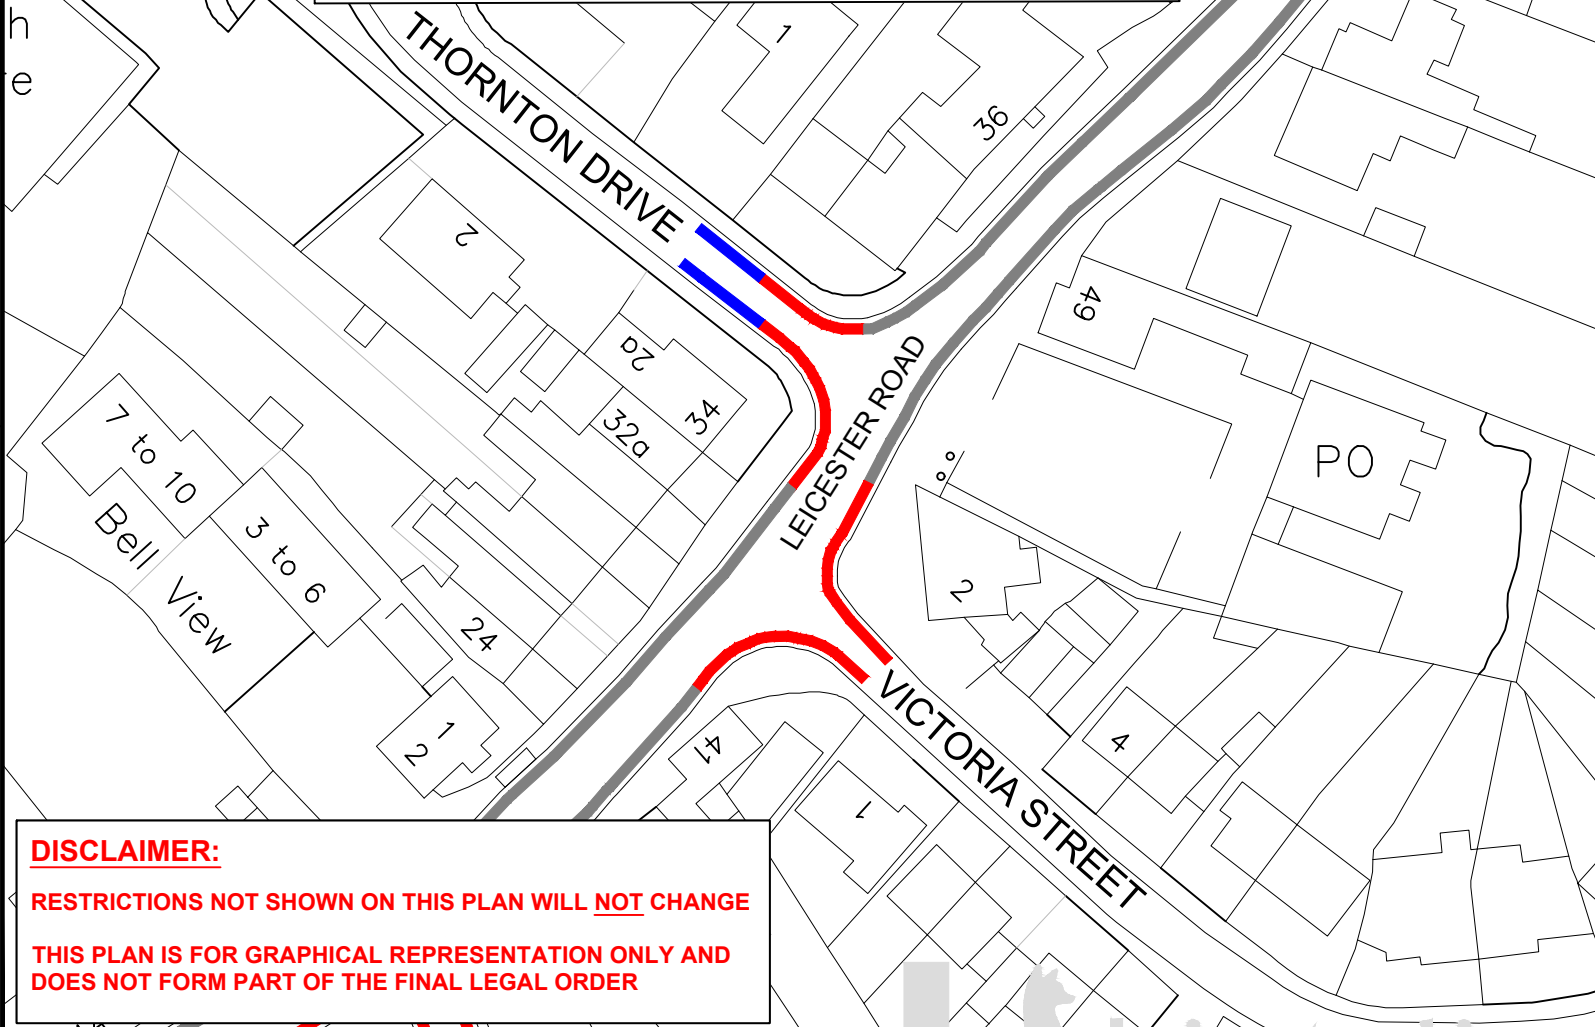 h
e
THORNTON DRIVE
1
36
2
2a
34
32a
49
PO
LEICESTER ROAD
7 to 10
3 to 6
Bell
View
24
1
2
2
41
1
4
VICTORIA STREET
DISCLAIMER:
RESTRICTIONS NOT SHOWN ON THIS PLAN WILL NOT CHANGE
THIS PLAN IS FOR GRAPHICAL REPRESENTATION ONLY AND
DOES NOT FORM PART OF THE FINAL LEGAL ORDER